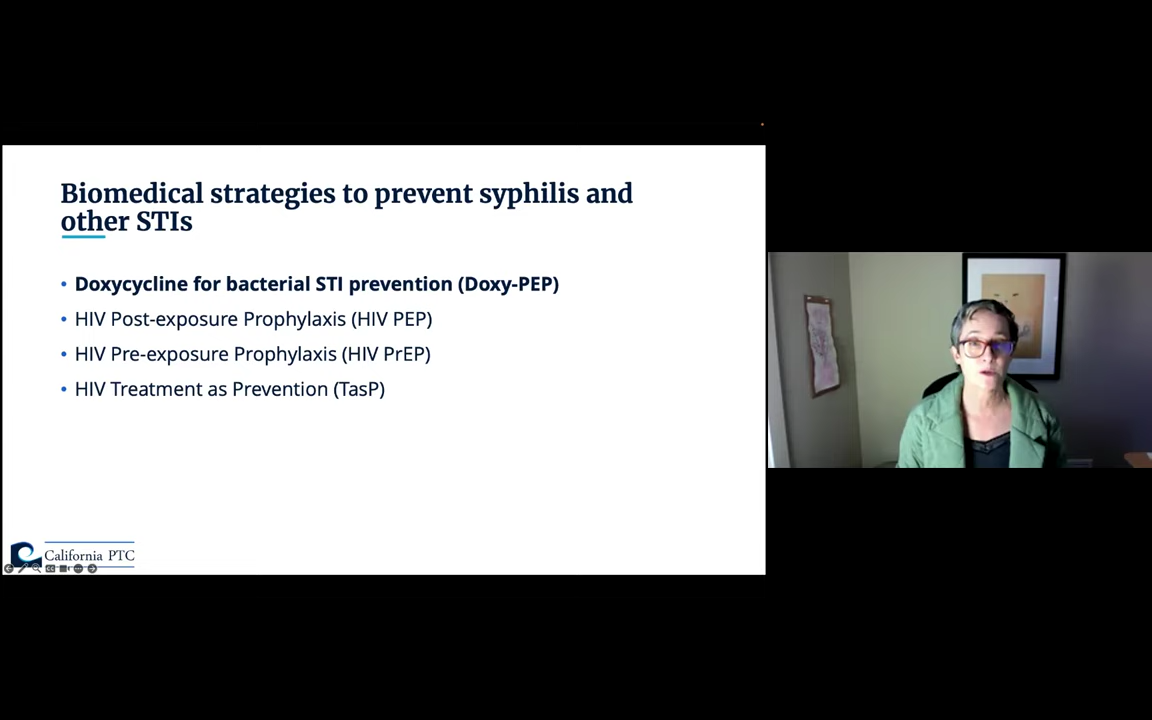 Biomedical strategies to prevent syphilis and
other STIs
• Doxycycline for bacterial STI prevention (Doxy-PEP)
• HIV Post-exposure Prophylaxis (HIV PEP)
• HIV Pre-exposure Prophylaxis (HIV PrEP)
• HIV Treatment as Prevention (TasP)
California PTC